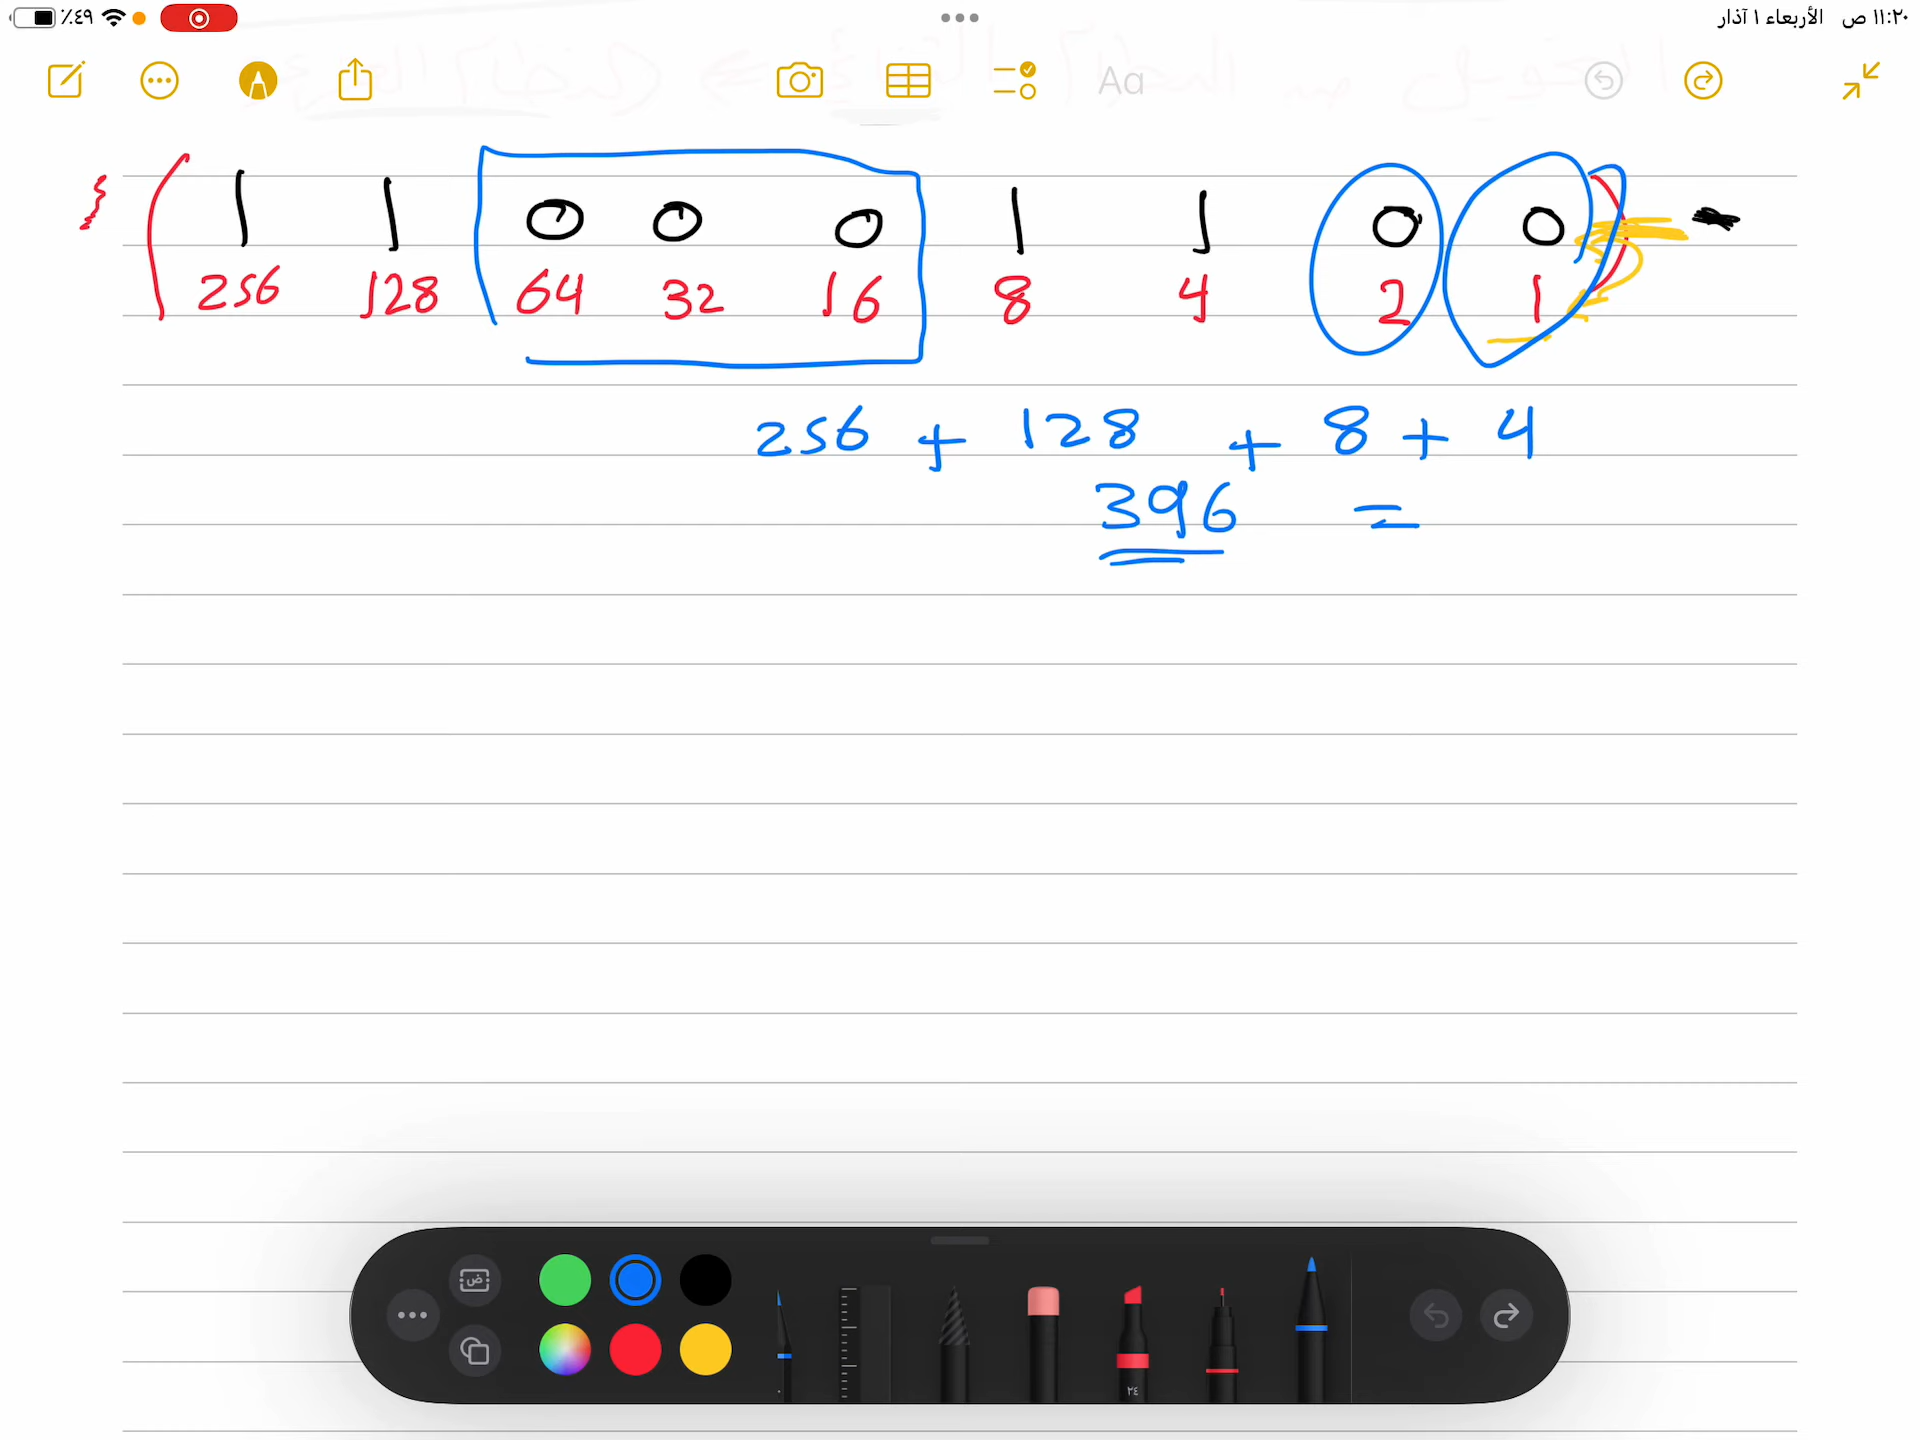 ٪٤٩ الأربعاء ١ آذار ١١:٢٠ ص
Aa
1 1 0 0 0 1 1 0 0
256 128 64 32 16 8 4 2 1
256 + 128 + 8 + 4
396 =
ض
٢٤